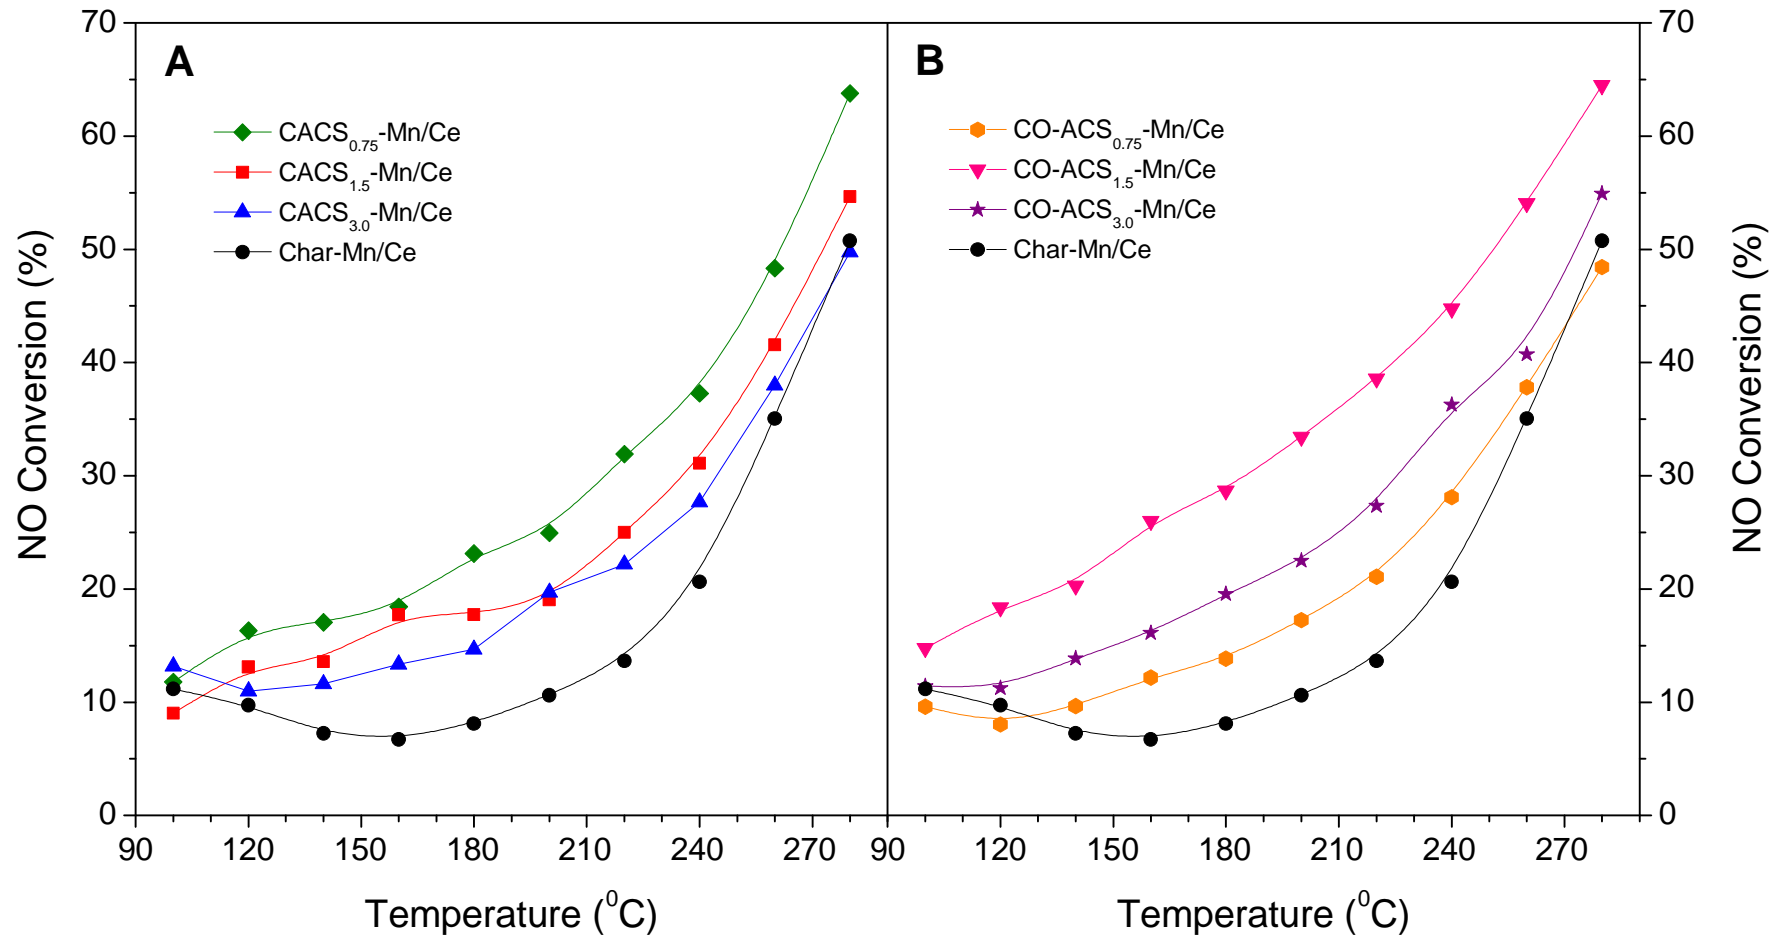 A
B
CACS0.75-Mn/Ce
CACS1.5-Mn/Ce
CACS3.0-Mn/Ce
Char-Mn/Ce
CO-ACS0.75-Mn/Ce
CO-ACS1.5-Mn/Ce
CO-ACS3.0-Mn/Ce
Char-Mn/Ce
NO Conversion (%)
70
60
50
40
30
20
10
0
70
60
50
40
30
20
10
0
NO Conversion (%)
90 120 150 180 210 240 270 90 120 150 180 210 240 270
Temperature (0C) Temperature (0C)